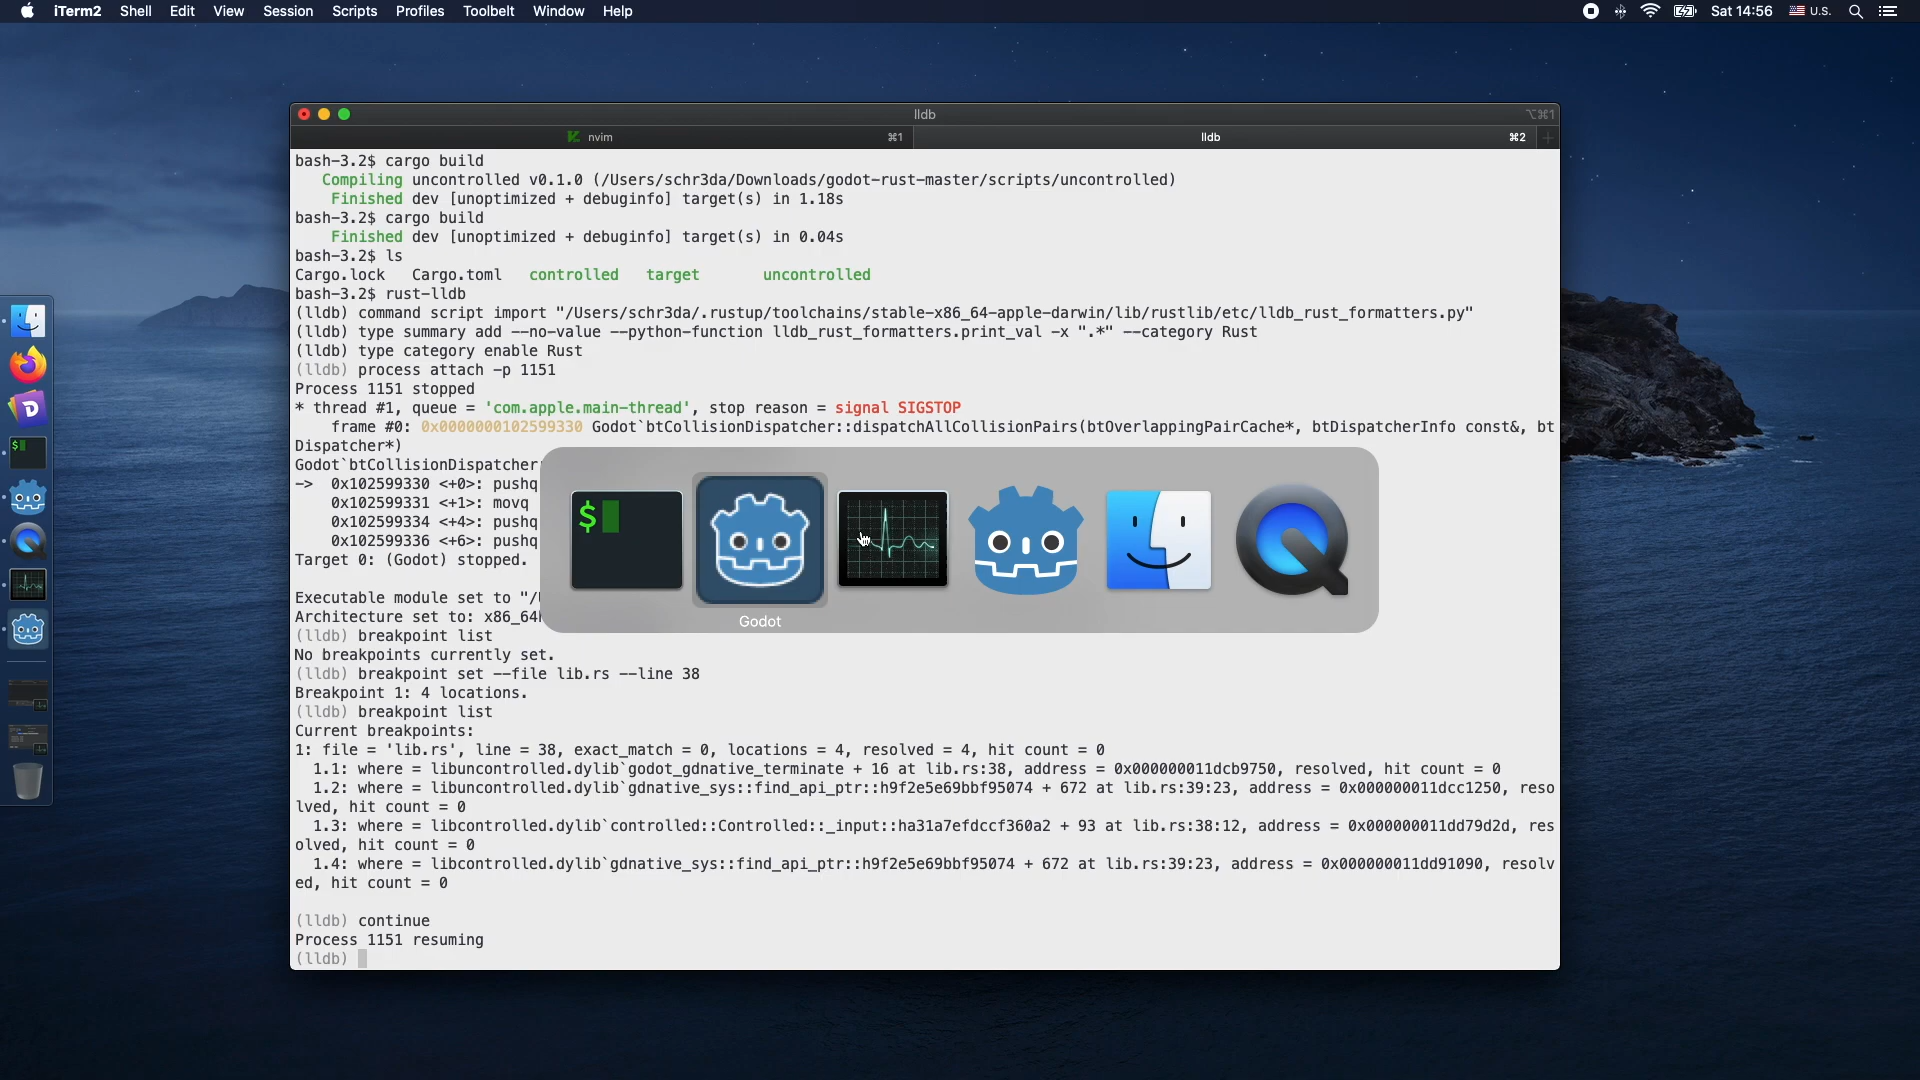 iTerm2 Shell Edit View Session Scripts Profiles Toolbelt Window Help Sat 14:56 U.S.
lldb ⌥⌘1
nvim ⌘1 lldb ⌘2 +
bash-3.2$ cargo build
Compiling uncontrolled v0.1.0 (/Users/schr3da/Downloads/godot-rust-master/scripts/uncontrolled)
Finished dev [unoptimized + debuginfo] target(s) in 1.18s
bash-3.2$ cargo build
Finished dev [unoptimized + debuginfo] target(s) in 0.04s
bash-3.2$ ls
Cargo.lock Cargo.toml controlled target uncontrolled
bash-3.2$ rust-lldb
(lldb) command script import "/Users/schr3da/.rustup/toolchains/stable-x86_64-apple-darwin/lib/rustlib/etc/lldb_rust_formatters.py"
(lldb) type summary add --no-value --python-function lldb_rust_formatters.print_val -x ".*" --category Rust
(lldb) type category enable Rust
(lldb) process attach -p 1151
Process 1151 stopped
* thread #1, queue = 'com.apple.main-thread', stop reason = signal SIGSTOP
frame #0: 0x0000000102599330 Godot`btCollisionDispatcher::dispatchAllCollisionPairs(btOverlappingPairCache*, btDispatcherInfo const&, bt
Dispatcher*)
Godot`btCollisionDispatcher
-> 0x102599330 <+0>: pushq
0x102599331 <+1>: movq
0x102599334 <+4>: pushq
0x102599336 <+6>: pushq
Target 0: (Godot) stopped.
$
Godot
Executable module set to "/
Architecture set to: x86_64
(lldb) breakpoint list
No breakpoints currently set.
(lldb) breakpoint set --file lib.rs --line 38
Breakpoint 1: 4 locations.
(lldb) breakpoint list
Current breakpoints:
1: file = 'lib.rs', line = 38, exact_match = 0, locations = 4, resolved = 4, hit count = 0
1.1: where = libuncontrolled.dylib`godot_gdnative_terminate + 16 at lib.rs:38, address = 0x000000011dcb9750, resolved, hit count = 0
1.2: where = libuncontrolled.dylib`gdnative_sys::find_api_ptr::h9f2e5e69bbf95074 + 672 at lib.rs:39:23, address = 0x000000011dcc1250, reso
lved, hit count = 0
1.3: where = libcontrolled.dylib`controlled::Controlled::_input::ha31a7efdccf360a2 + 93 at lib.rs:38:12, address = 0x000000011dd79d2d, res
olved, hit count = 0
1.4: where = libcontrolled.dylib`gdnative_sys::find_api_ptr::h9f2e5e69bbf95074 + 672 at lib.rs:39:23, address = 0x000000011dd91090, resolv
ed, hit count = 0
(lldb) continue
Process 1151 resuming
(lldb)